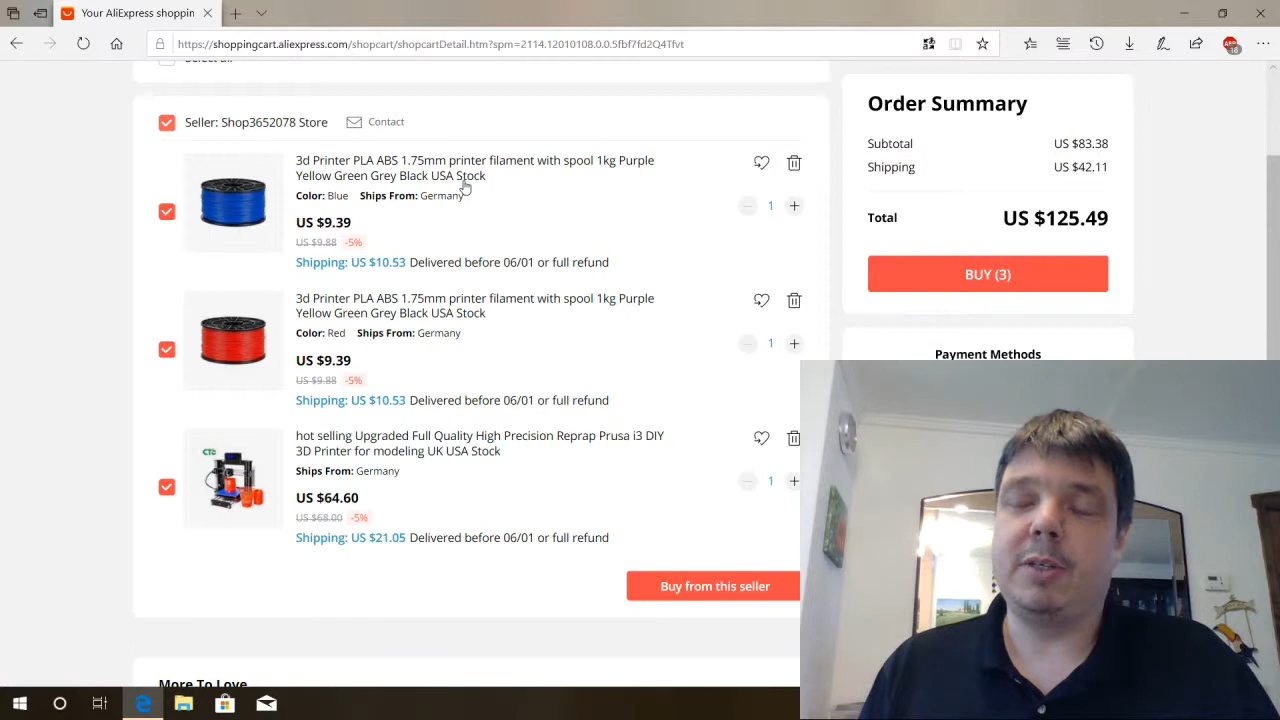 Your AliExpress shoppin
https://shoppingcart.aliexpress.com/shopcart/shopcartDetail.htm?spm=2114.12010108.0.0.5fbf7fd2Q4Tfvt
Select all
Seller: Shop3652078 Store
Contact
3d Printer PLA ABS 1.75mm printer filament with spool 1kg Purple
Yellow Green Grey Black USA Stock
Color: Blue Ships From: Germany
US $9.39
US $9.88 -5%
Shipping: US $10.53 Delivered before 06/01 or full refund
1
3d Printer PLA ABS 1.75mm printer filament with spool 1kg Purple
Yellow Green Grey Black USA Stock
Color: Red Ships From: Germany
US $9.39
US $9.88 -5%
Shipping: US $10.53 Delivered before 06/01 or full refund
1
CTC
hot selling Upgraded Full Quality High Precision Reprap Prusa i3 DIY
3D Printer for modeling UK USA Stock
Ships From: Germany
US $64.60
US $68.00 -5%
Shipping: US $21.05 Delivered before 06/01 or full refund
1
Buy from this seller
More To Love
Order Summary
Subtotal US $83.38
Shipping US $42.11
Total US $125.49
BUY (3)
Payment Methods